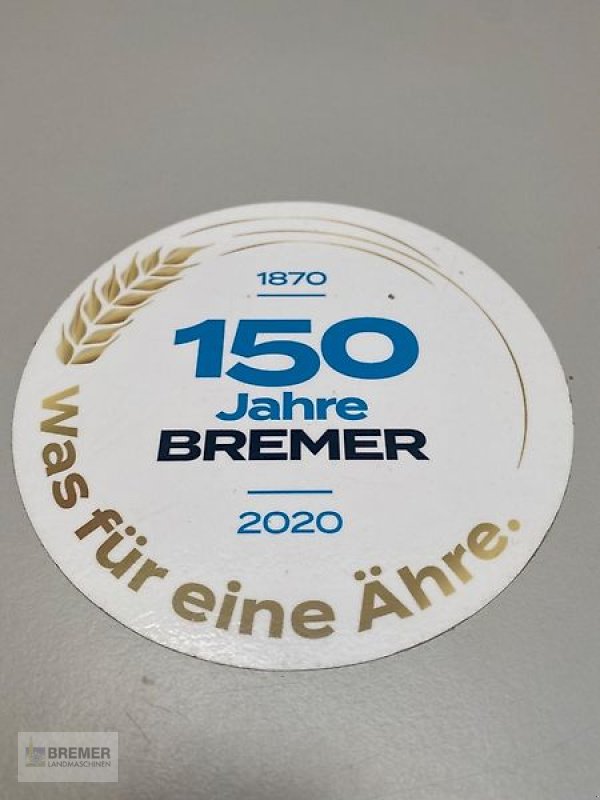 1870
150
Jahre
BREMER
2020
Was für eine Ähre.
BREMER
LANDMASCHINEN